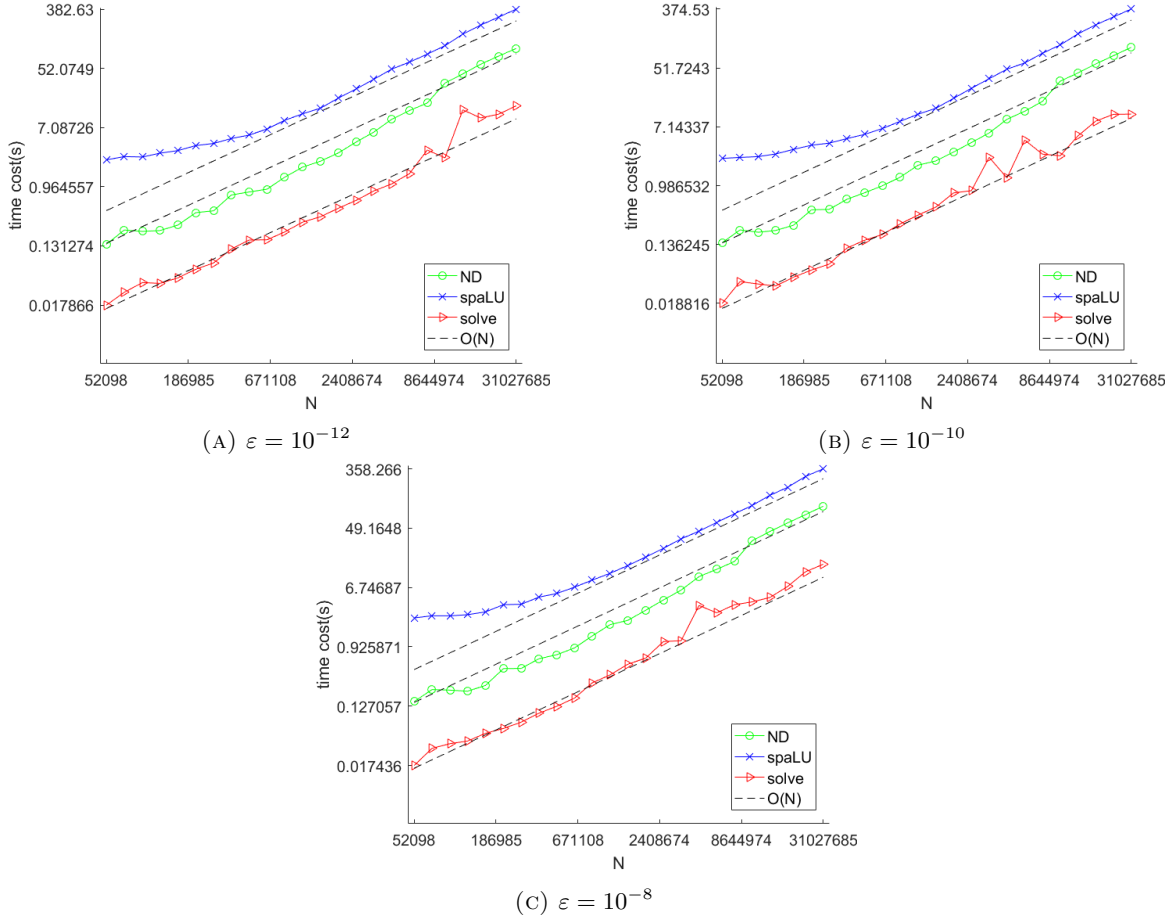 382.63
52.0749
7.08726
0.964557
0.131274
0.017866
time cost(s)
52098
186985
671108
2408674
8644974
31027685
N
ND
spaLU
solve
O(N)
(A) ε = 10⁻¹²
374.53
51.7243
7.14337
0.986532
0.136245
0.018816
time cost(s)
52098
186985
671108
2408674
8644974
31027685
N
ND
spaLU
solve
O(N)
(B) ε = 10⁻¹⁰
358.266
49.1648
6.74687
0.925871
0.127057
0.017436
time cost(s)
52098
186985
671108
2408674
8644974
31027685
N
ND
spaLU
solve
O(N)
(C) ε = 10⁻⁸